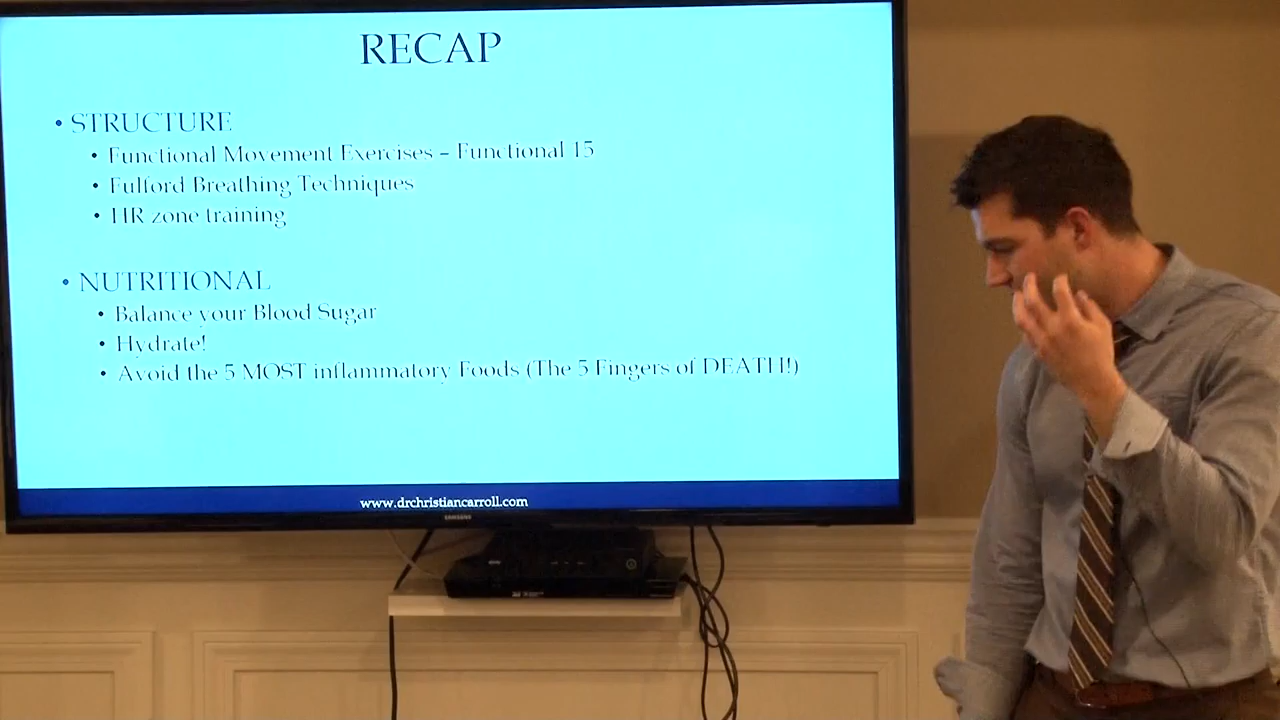 RECAP
• STRUCTURE
• Functional Movement Exercises – Functional 15
• Fulford Breathing Techniques
• HR zone training
• NUTRITIONAL
• Balance your Blood Sugar
• Hydrate!
• Avoid the 5 MOST inflammatory Foods (The 5 Fingers of DEATH!)
www.drchristiancarroll.com
SAMSUNG